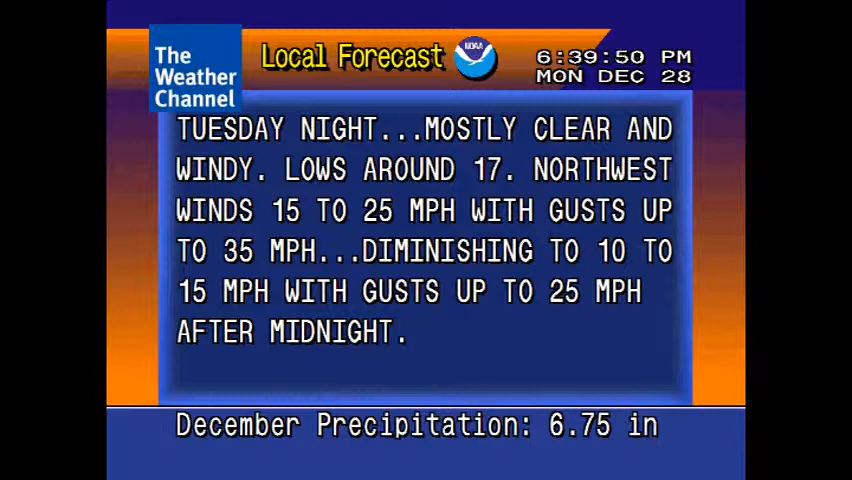 The
Weather
Channel
Local Forecast
NOAA
6:39:50 PM
MON DEC 28
TUESDAY NIGHT...MOSTLY CLEAR AND
WINDY. LOWS AROUND 17. NORTHWEST
WINDS 15 TO 25 MPH WITH GUSTS UP
TO 35 MPH...DIMINISHING TO 10 TO
15 MPH WITH GUSTS UP TO 25 MPH
AFTER MIDNIGHT.
December Precipitation: 6.75 in